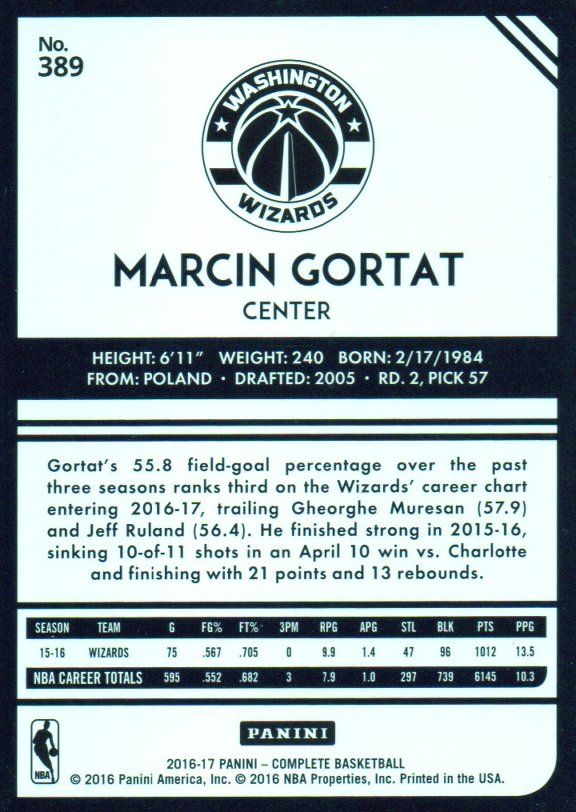 No.
389
WASHINGTON
WIZARDS
MARCIN GORTAT
CENTER
HEIGHT: 6'11" WEIGHT: 240 BORN: 2/17/1984
FROM: POLAND · DRAFTED: 2005 · RD. 2, PICK 57
Gortat's 55.8 field-goal percentage over the past
three seasons ranks third on the Wizards' career chart
entering 2016-17, trailing Gheorghe Muresan (57.9)
and Jeff Ruland (56.4). He finished strong in 2015-16,
sinking 10-of-11 shots in an April 10 win vs. Charlotte
and finishing with 21 points and 13 rebounds.
SEASON TEAM G FG% FT% 3PM RPG APG STL BLK PTS PPG
15-16 WIZARDS 75 .567 .705 0 9.9 1.4 47 96 1012 13.5
NBA CAREER TOTALS 595 .552 .682 3 7.9 1.0 297 739 6145 10.3
PANINI
NBA
2016-17 PANINI – COMPLETE BASKETBALL
© 2016 Panini America, Inc. © 2016 NBA Properties, Inc. Printed in the USA.